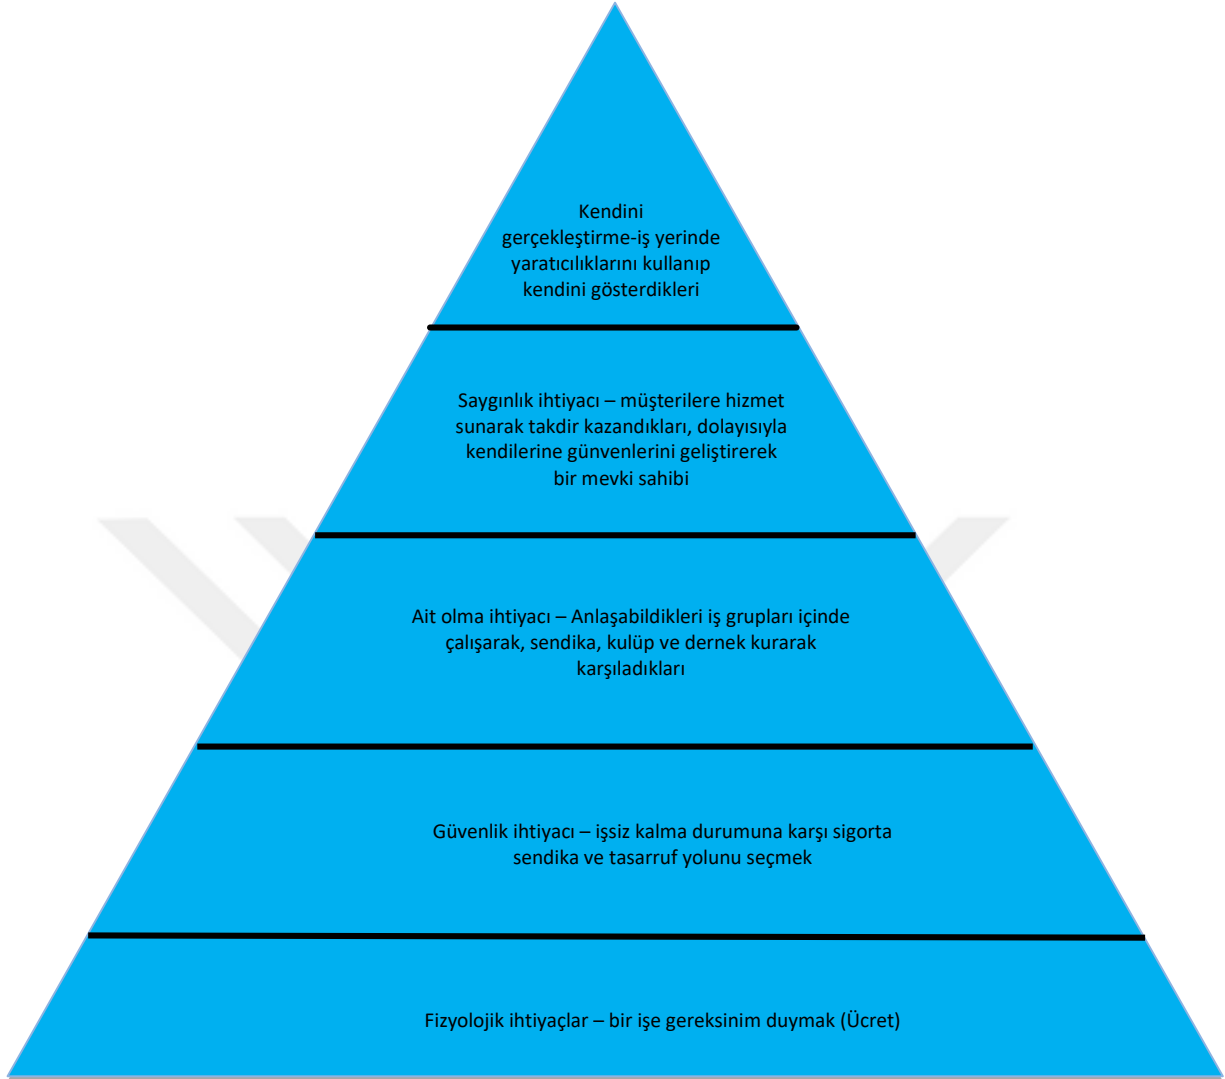 Kendini
gerçekleştirme-iş yerinde
yaratıcılıklarını kullanıp
kendini gösterdikleri
Saygınlık ihtiyacı – müşterilere hizmet
sunarak takdir kazandıkları, dolayısıyla
kendilerine günvenlerini geliştirerek
bir mevki sahibi
Ait olma ihtiyacı – Anlaşabildikleri iş grupları içinde
çalışarak, sendika, kulüp ve dernek kurarak
karşıladıkları
Güvenlik ihtiyacı – işsiz kalma durumuna karşı sigorta
sendika ve tasarruf yolunu seçmek
Fizyolojik ihtiyaçlar – bir işe gereksinim duymak (Ücret)